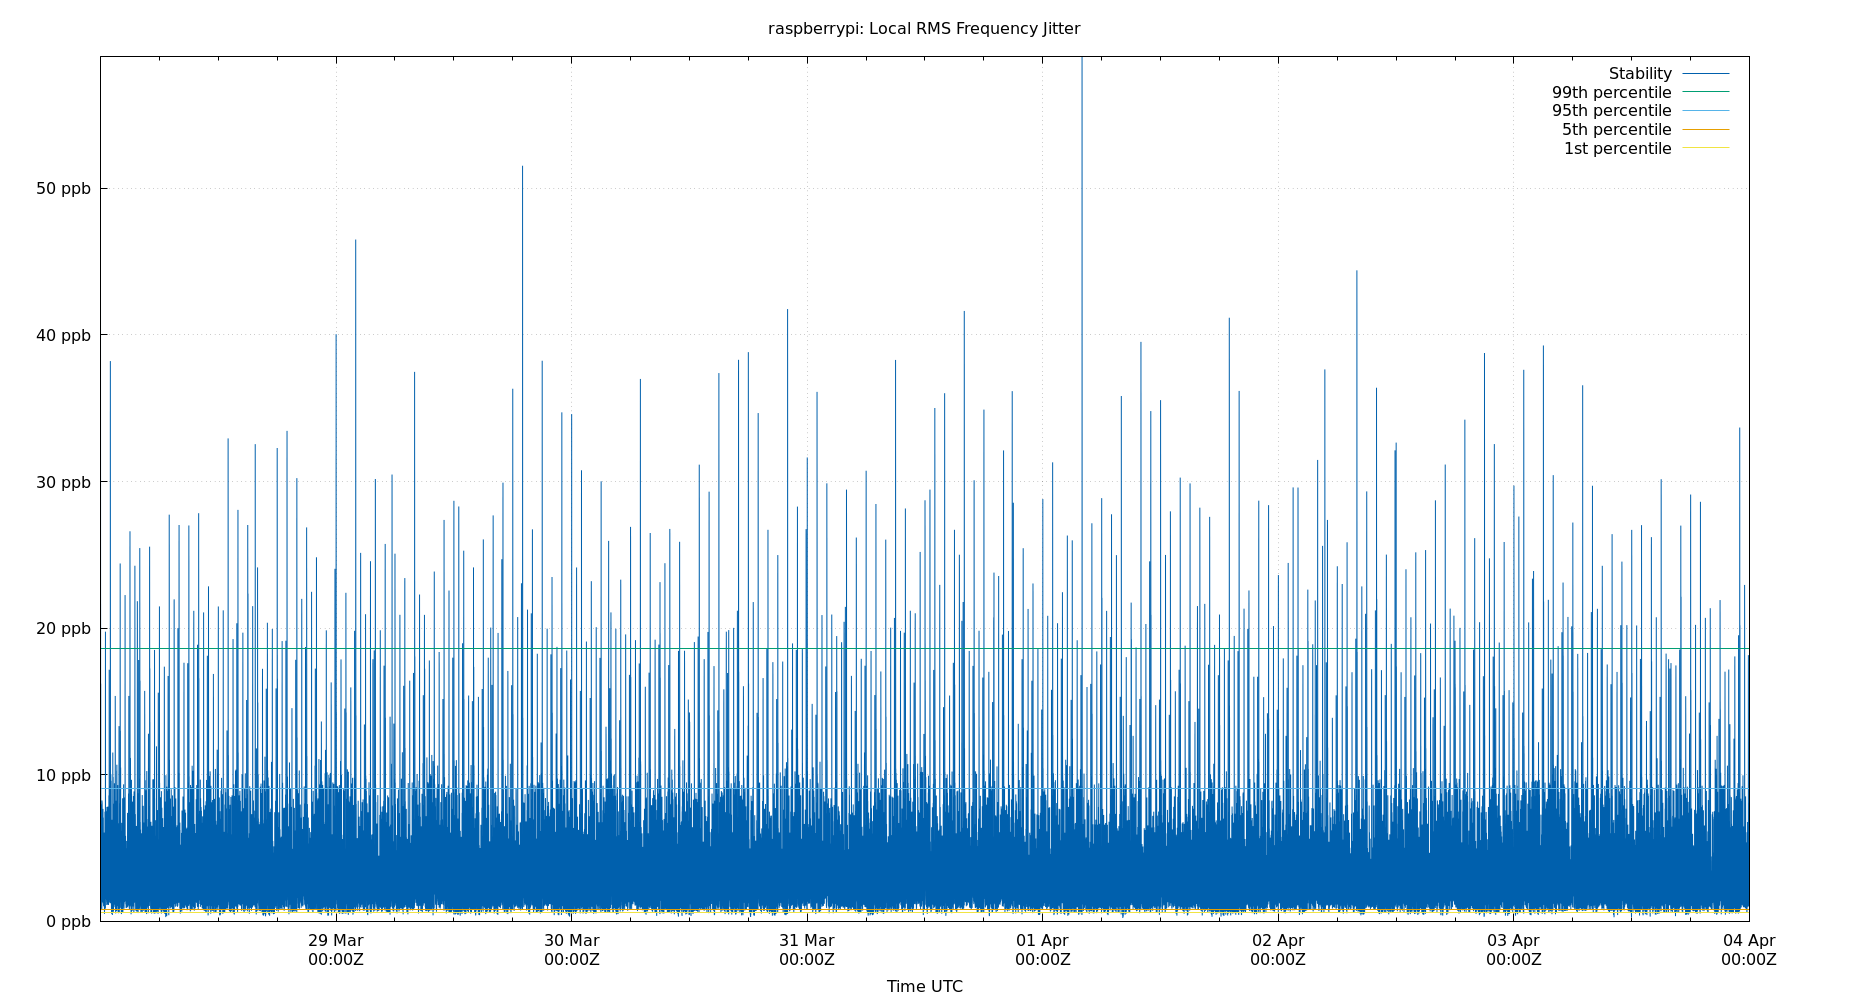 raspberrypi: Local RMS Frequency Jitter
Stability
99th percentile
95th percentile
5th percentile
1st percentile
50 ppb
40 ppb
30 ppb
20 ppb
10 ppb
0 ppb
29 Mar 30 Mar 31 Mar 01 Apr 02 Apr 03 Apr 04 Apr
00:00Z 00:00Z 00:00Z 00:00Z 00:00Z 00:00Z 00:00Z
Time UTC